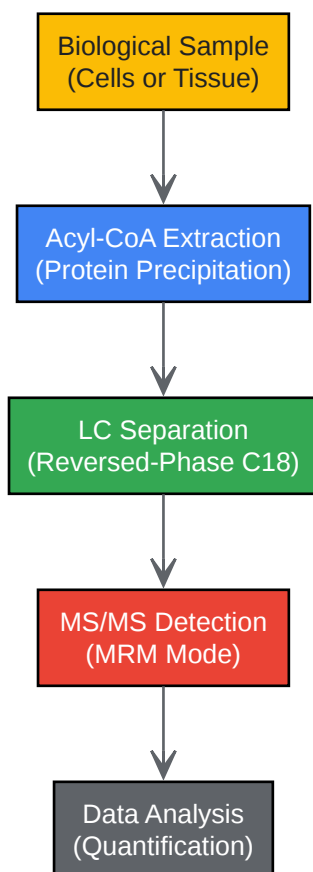 Biological Sample
(Cells or Tissue)
Acyl-CoA Extraction
(Protein Precipitation)
LC Separation
(Reversed-Phase C18)
MS/MS Detection
(MRM Mode)
Data Analysis
(Quantification)